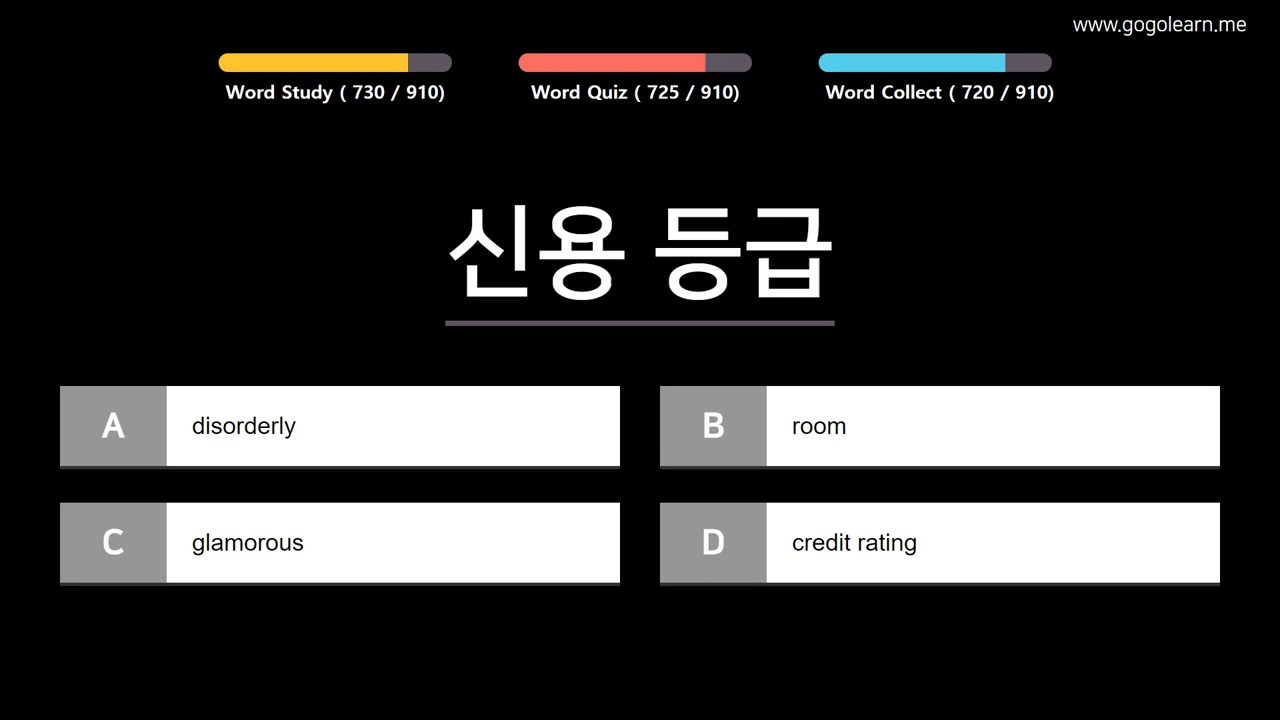 www.gogolearn.me
Word Study ( 730 / 910)
Word Quiz ( 725 / 910)
Word Collect ( 720 / 910)
신용 등급
A disorderly
B room
C glamorous
D credit rating